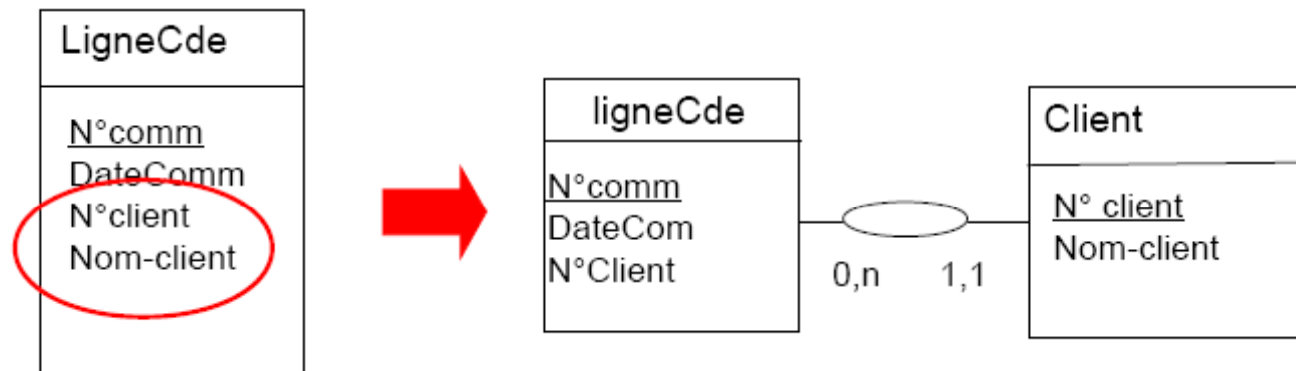 LigneCde
N°comm
DateComm
N°client
Nom-client
ligneCde
N°comm
DateCom
N°Client
0,n
1,1
Client
N° client
Nom-client